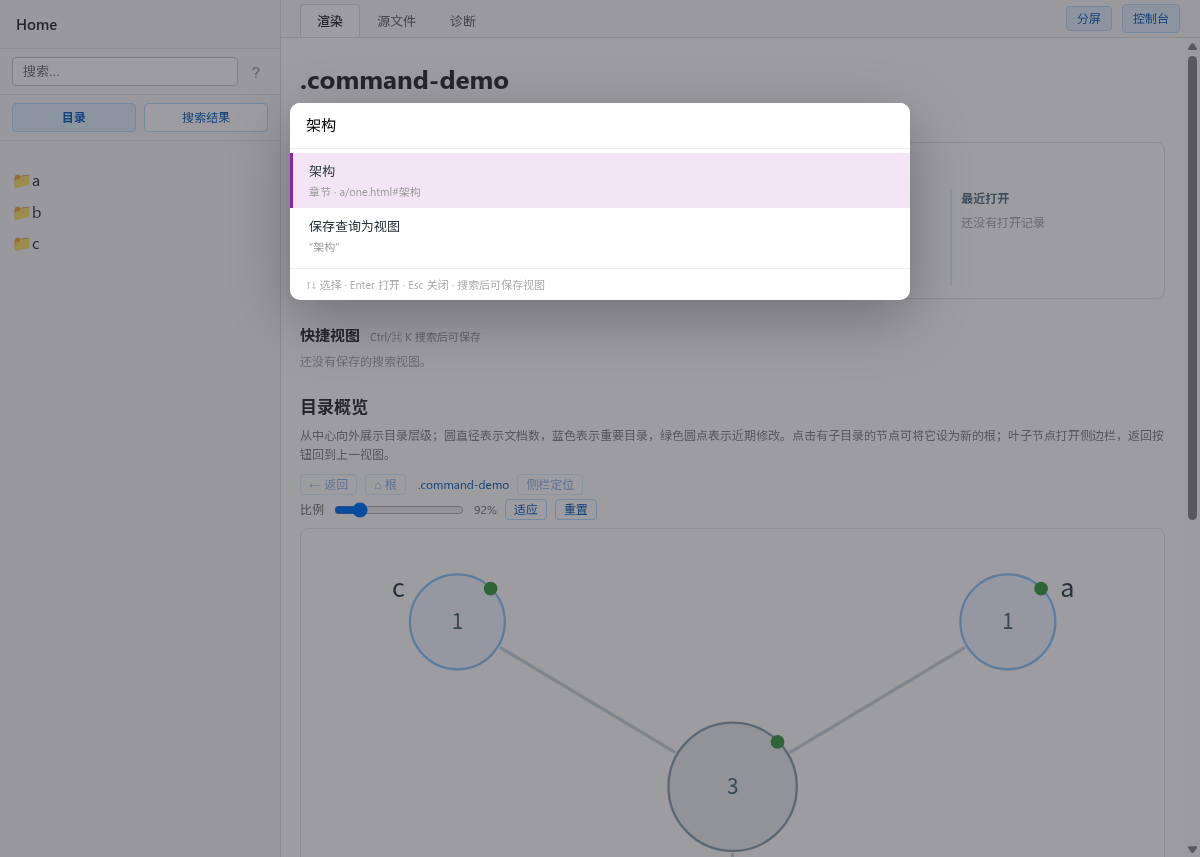 Home
渲染
源文件
诊断
分屏
控制台
搜索...
?
目录
搜索结果
📁a
📁b
📁c
.command-demo
架构
架构
章节 · a/one.html#架构
保存查询为视图
"架构"
↑↓ 选择 · Enter 打开 · Esc 关闭 · 搜索后可保存视图
最近打开
还没有打开记录
快捷视图 Ctrl/⌘ K 搜索后可保存
还没有保存的搜索视图。
目录概览
从中心向外展示目录层级；圆直径表示文档数，蓝色表示重要目录，绿色圆点表示近期修改。点击有子目录的节点可将它设为新的根；叶子节点打开侧边栏，返回按
钮回到上一视图。
← 返回 ⌂ 根 .command-demo 侧栏定位
比例 92% 适应 重置
c
1
1
a
3